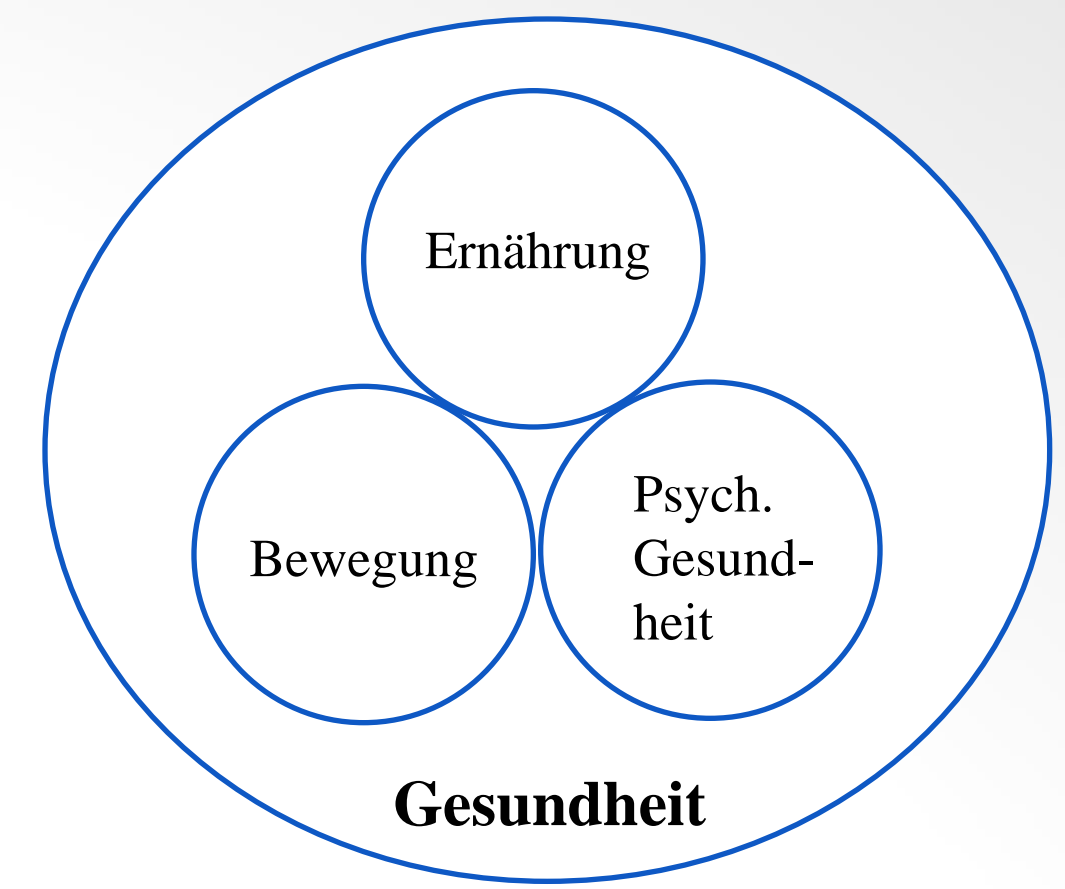 Ernährung
Bewegung
Psych.
Gesund-
heit
Gesundheit